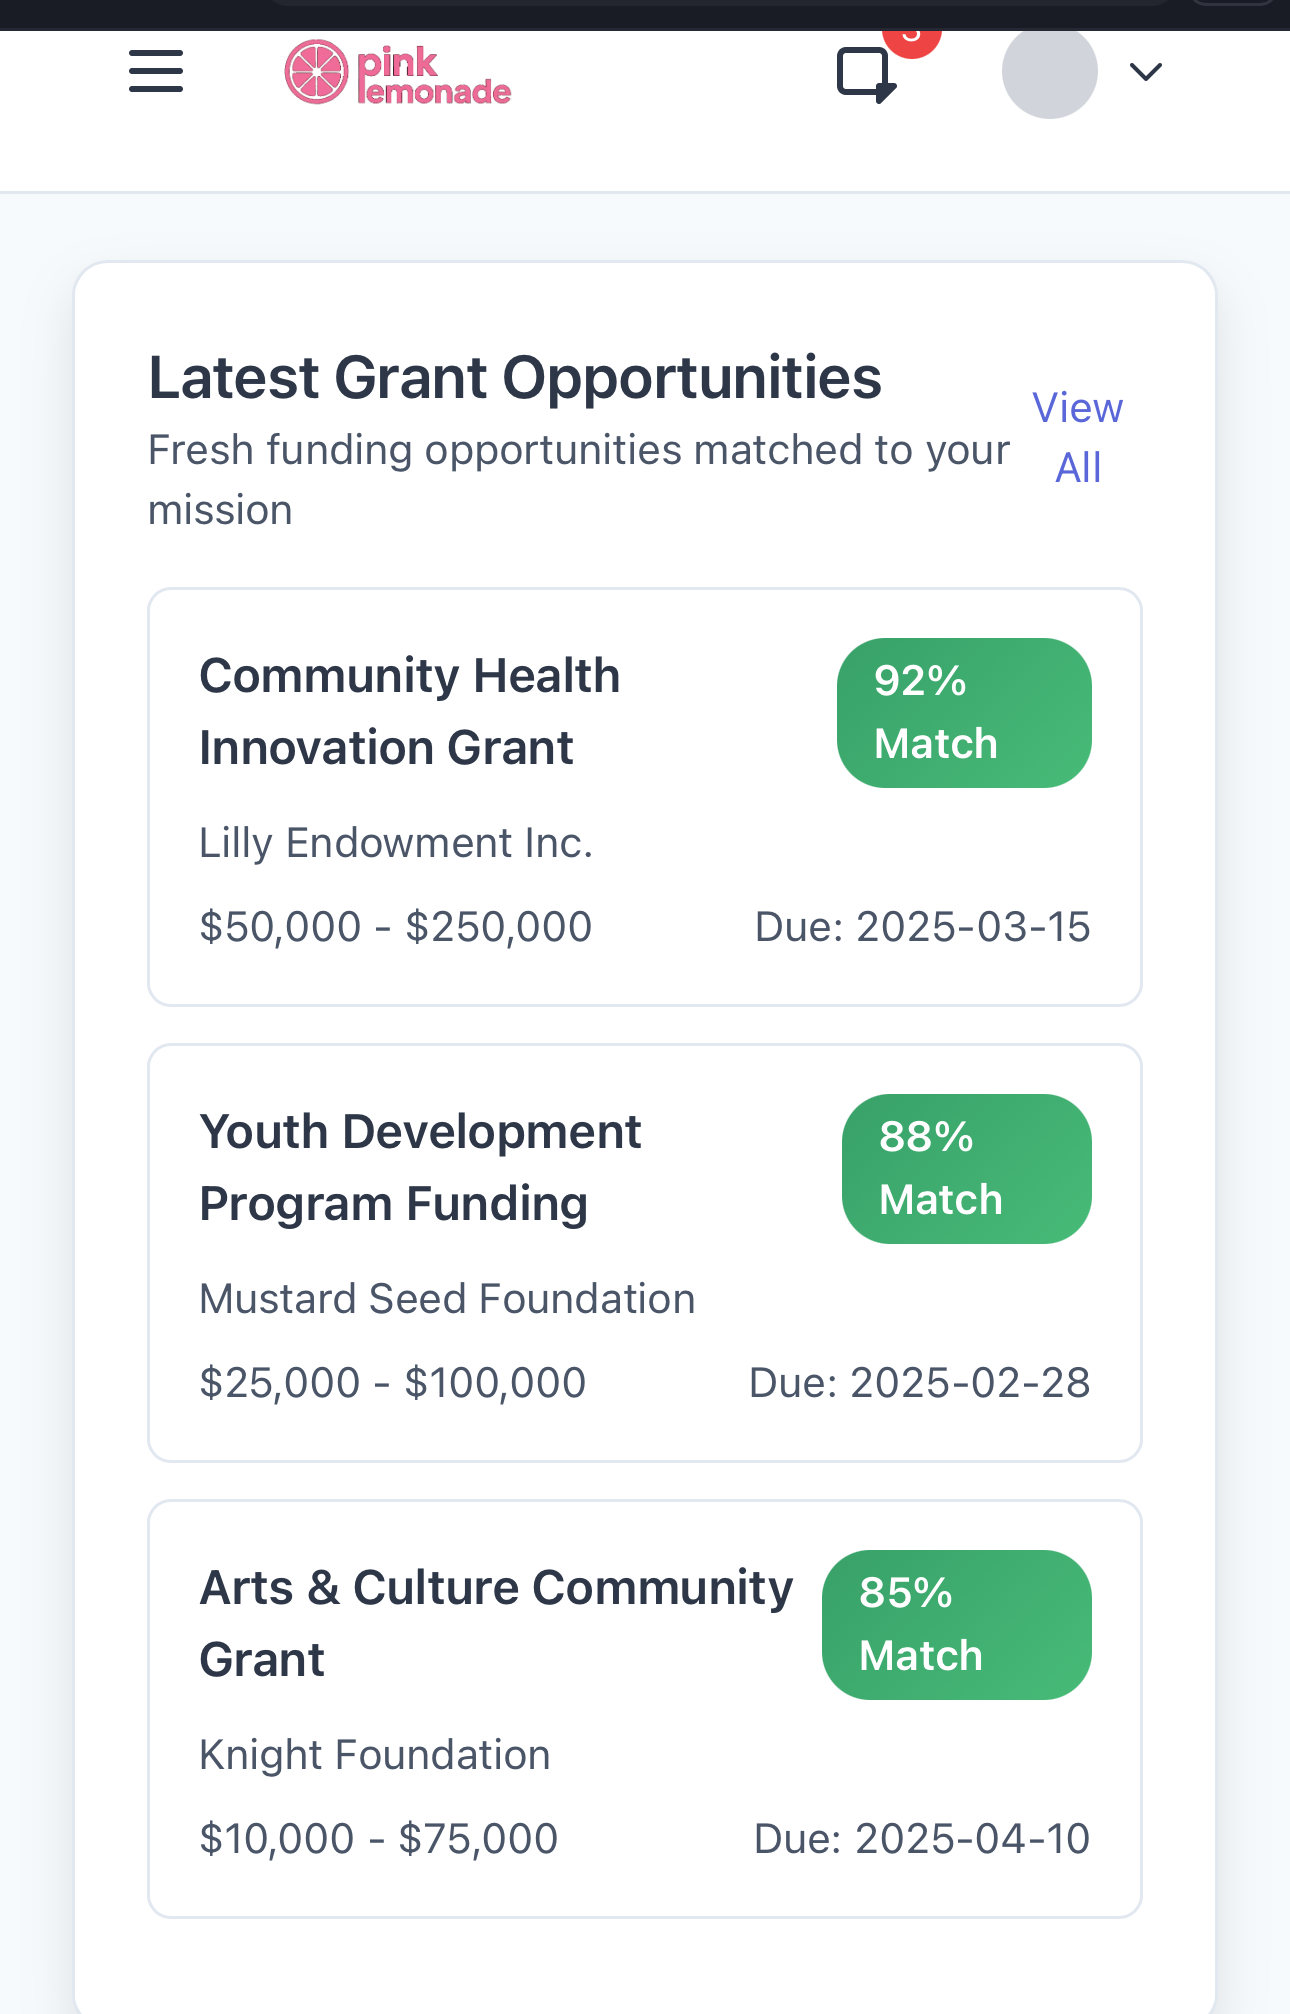 pink
lemonade
Latest Grant Opportunities
View
All
Fresh funding opportunities matched to your
mission
Community Health
Innovation Grant
92%
Match
Lilly Endowment Inc.
$50,000 - $250,000
Due: 2025-03-15
Youth Development
Program Funding
88%
Match
Mustard Seed Foundation
$25,000 - $100,000
Due: 2025-02-28
Arts & Culture Community
Grant
85%
Match
Knight Foundation
$10,000 - $75,000
Due: 2025-04-10